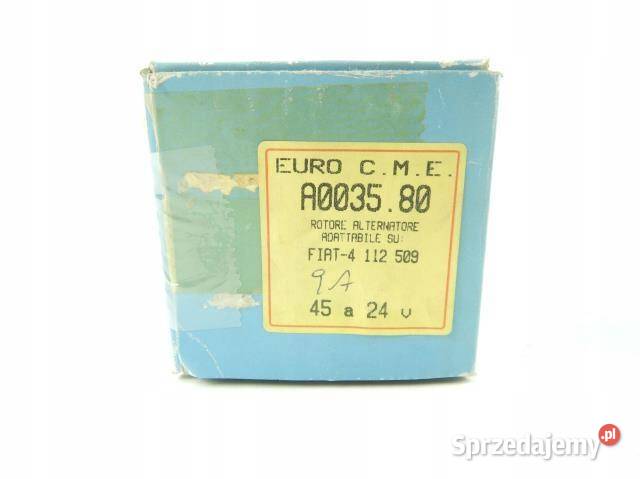 EURO C.M.E.
A0035.80
ROTORE ALTERNATORE
ADATTABILE SU:
FIAT-4 112 509
9A
45 a 24 v
Sprzedajemy.pl